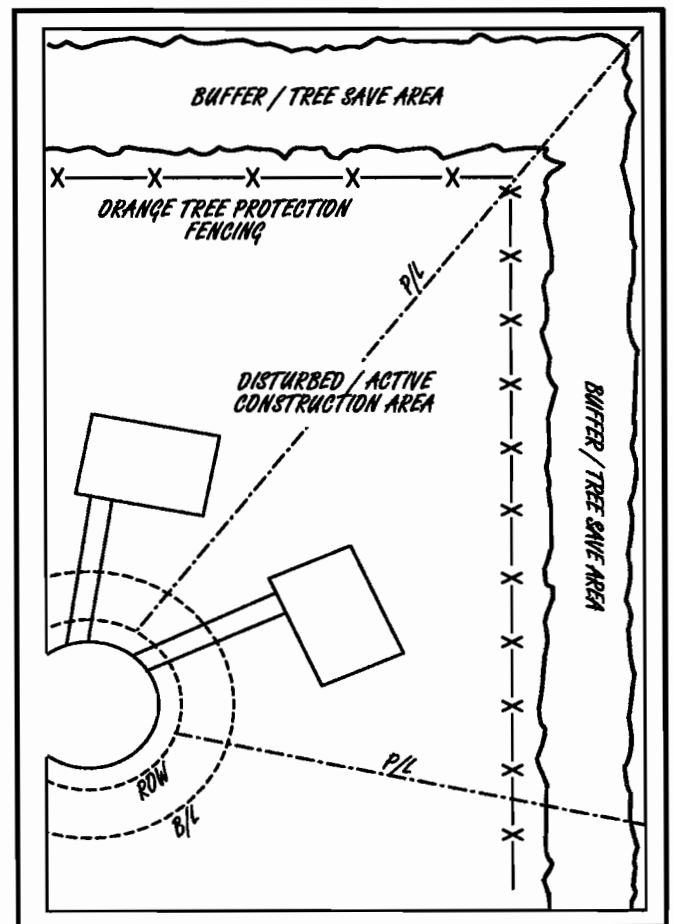 BUFFER / TREE SAVE AREA
X X X X X
ORANGE TREE PROTECTION
FENCING
P/L
DISTURBED / ACTIVE
CONSTRUCTION AREA
BUFFER / TREE SAVE AREA
P/L
ROW
B/L